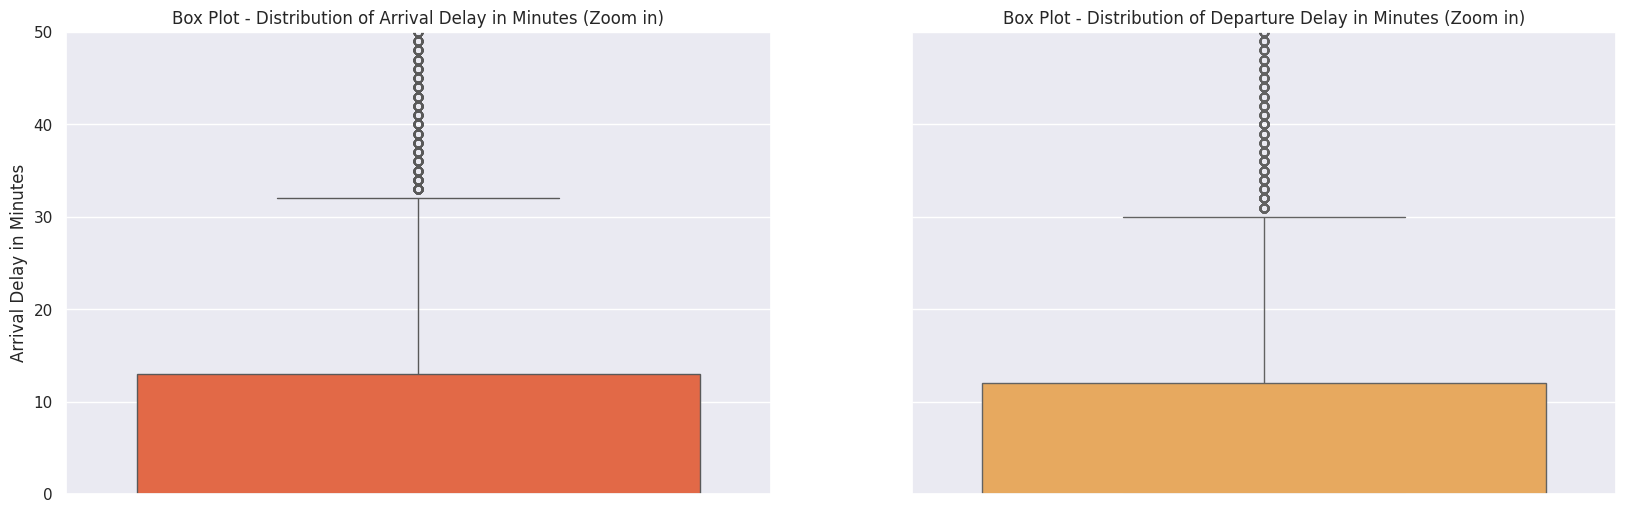 Box Plot - Distribution of Arrival Delay in Minutes (Zoom in)
Box Plot - Distribution of Departure Delay in Minutes (Zoom in)
Arrival Delay in Minutes
50
40
30
20
10
0